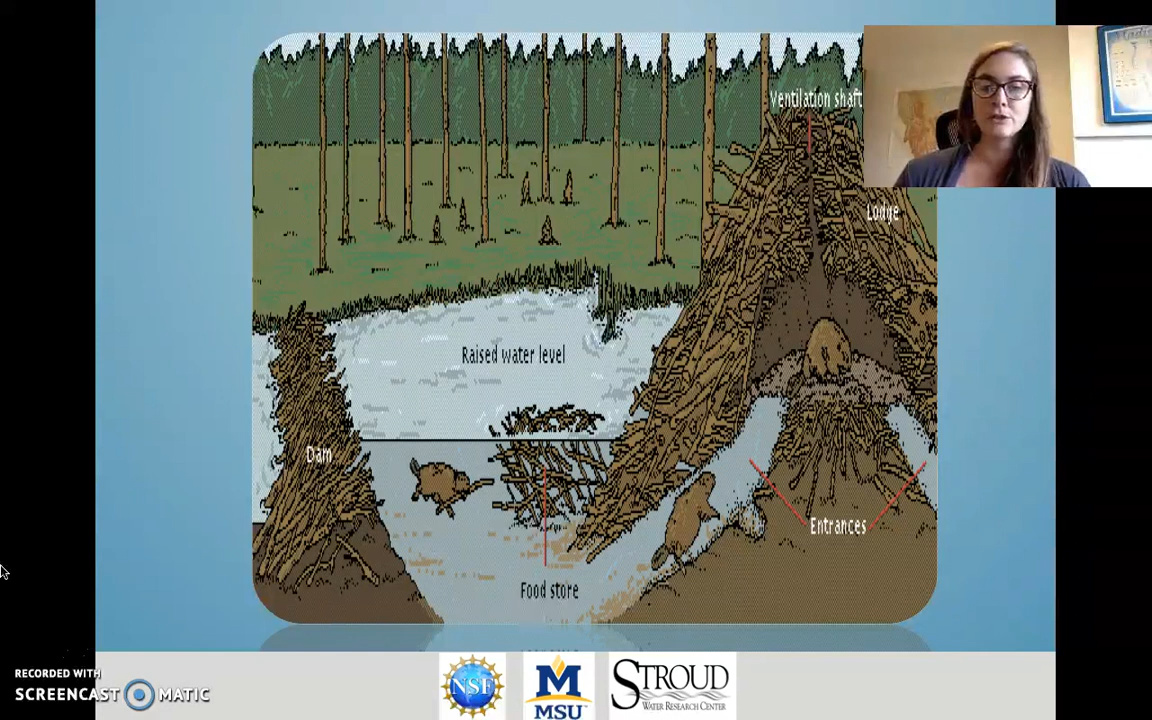 Ventilation shaft
Lodge
Raised water level
Dam
Entrances
Food store
RECORDED WITH
SCREENCAST MATIC
NSF
M
MSU
STROUD
WATER RESEARCH CENTER